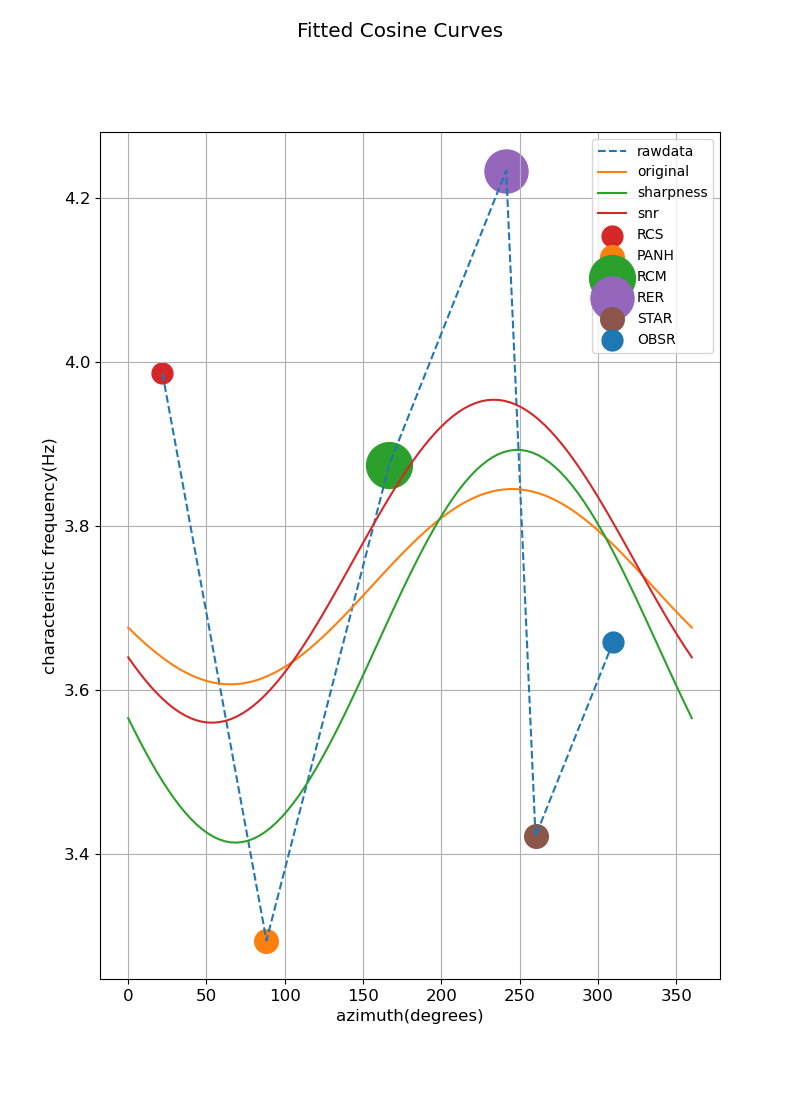 Fitted Cosine Curves
rawdata
original
sharpness
snr
RCS
PANH
RCM
RER
STAR
OBSR
characteristic frequency(Hz)
4.2
4.0
3.8
3.6
3.4
0 50 100 150 200 250 300 350
azimuth(degrees)